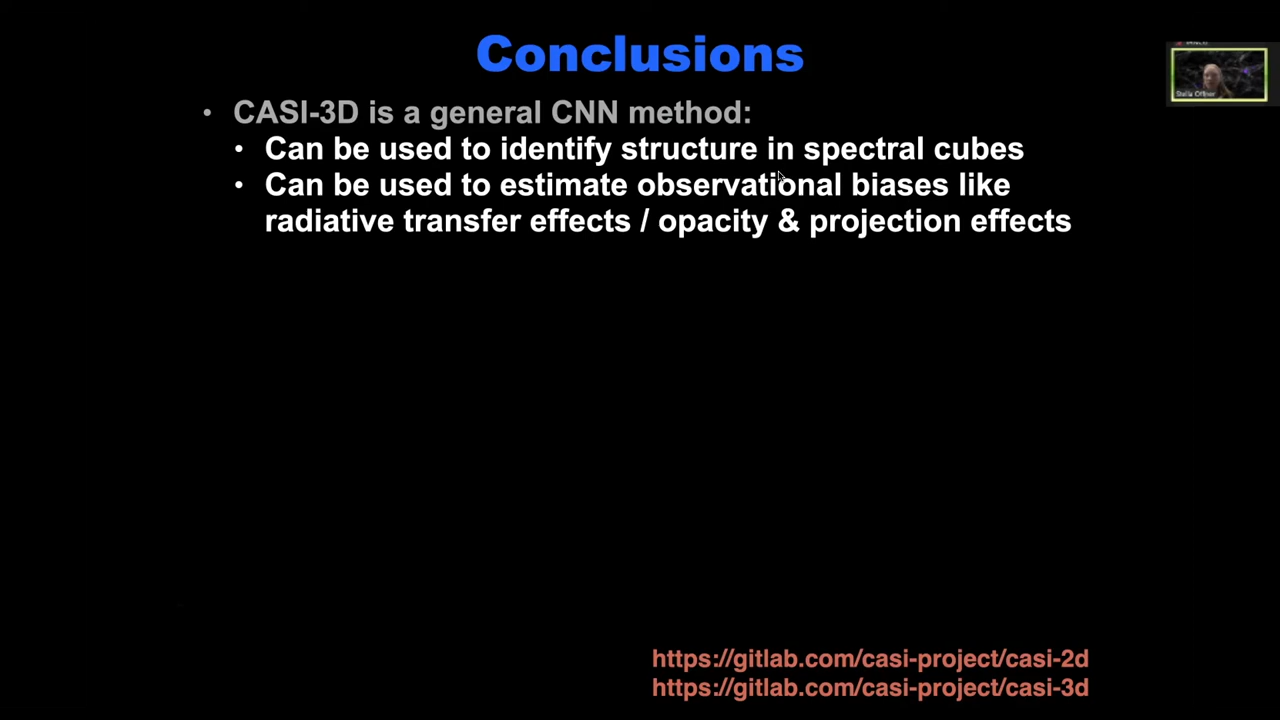 Conclusions
• CASI-3D is a general CNN method:
• Can be used to identify structure in spectral cubes
• Can be used to estimate observational biases like
radiative transfer effects / opacity & projection effects
Stella Offner
https://gitlab.com/casi-project/casi-2d
https://gitlab.com/casi-project/casi-3d